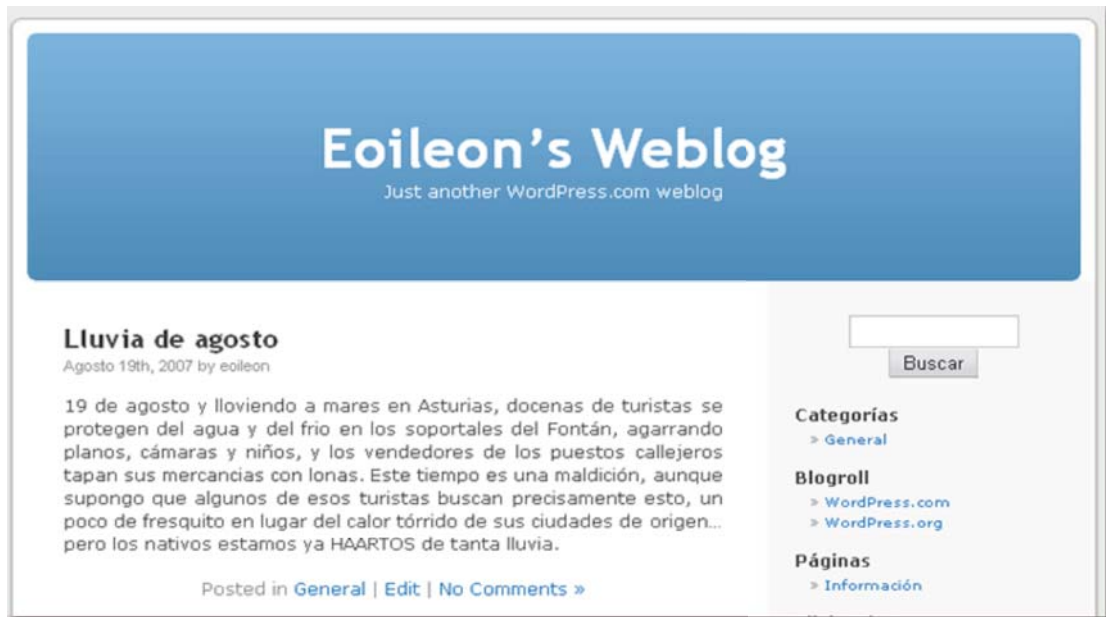 Eoileon's Weblog
Just another WordPress.com weblog
Lluvia de agosto
Agosto 19th, 2007 by eoileon
19 de agosto y lloviendo a mares en Asturias, docenas de turistas se
protegen del agua y del frio en los soportales del Fontán, agarrando
planos, cámaras y niños, y los vendedores de los puestos callejeros
tapan sus mercancias con lonas. Este tiempo es una maldición, aunque
supongo que algunos de esos turistas buscan precisamente esto, un
poco de fresquito en lugar del calor tórrido de sus ciudades de origen...
pero los nativos estamos ya HAARTOS de tanta lluvia.
Posted in General | Edit | No Comments »
Buscar
Categorías
» General
Blogroll
» WordPress.com
» WordPress.org
Páginas
» Información